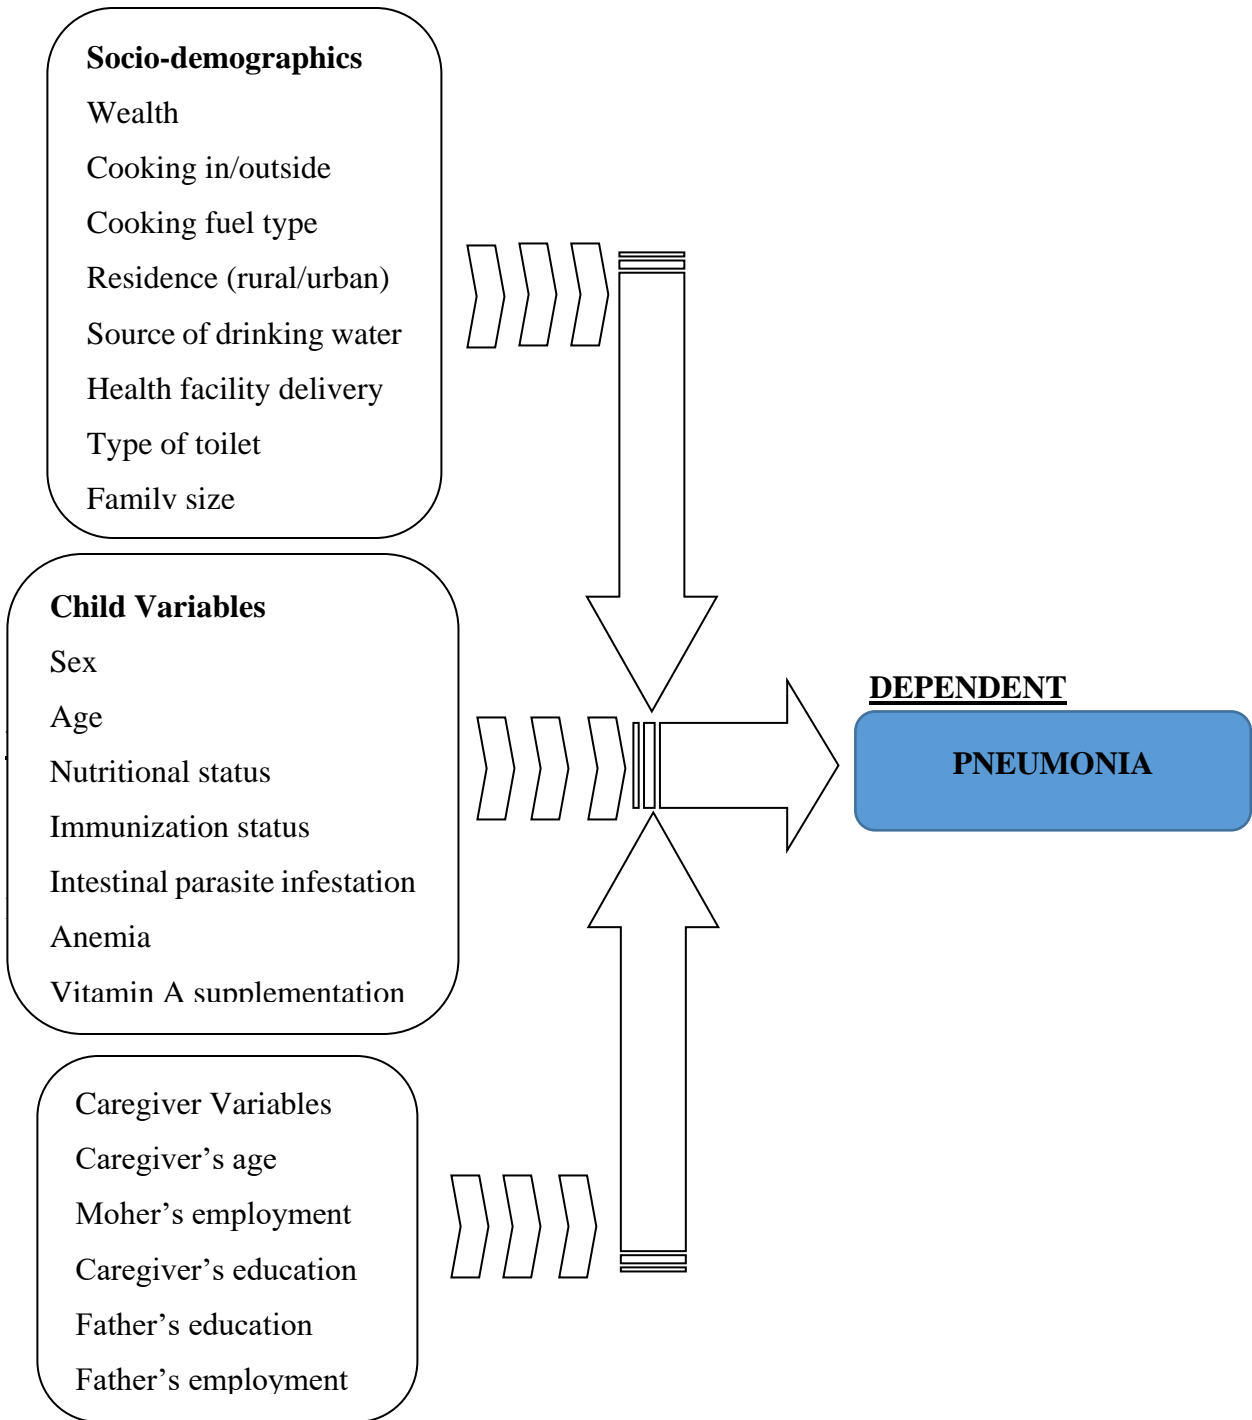 Socio-demographics
Wealth
Cooking in/outside
Cooking fuel type
Residence (rural/urban)
Source of drinking water
Health facility delivery
Type of toilet
Family size
Child Variables
Sex
Age
Nutritional status
Immunization status
Intestinal parasite infestation
Anemia
Vitamin A supplementation
Caregiver Variables
Caregiver’s age
Moher’s employment
Caregiver’s education
Father’s education
Father’s employment
DEPENDENT
PNEUMONIA